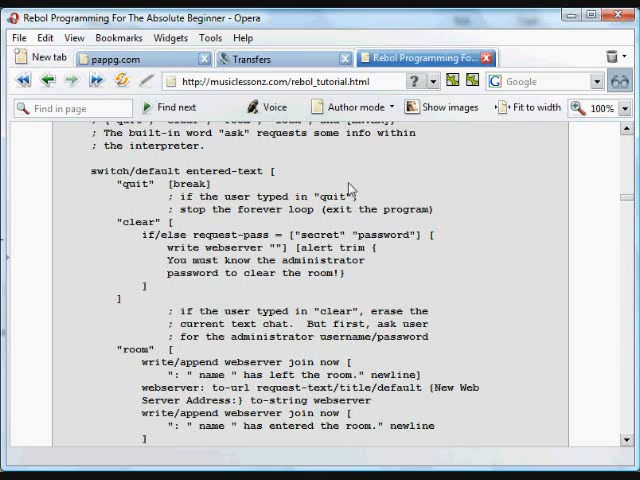 Rebol Programming For The Absolute Beginner - Opera
File Edit View Bookmarks Widgets Tools Help
New tab pappg.com Transfers Rebol Programming Fo...
http://musiclessonz.com/rebol_tutorial.html ? Google
Find in page Find next Voice Author mode Show images Fit to width 100%
; The built-in word "ask" requests some info within
; the interpreter.
switch/default entered-text [
"quit" [break]
; if the user typed in "quit",
; stop the forever loop (exit the program)
"clear" [
if/else request-pass = ["secret" "password"] [
write webserver ""] [alert trim {
You must know the administrator
password to clear the room!}
]
]
; if the user typed in "clear", erase the
; current text chat. But first, ask user
; for the administrator username/password
"room" [
write/append webserver join now [
": " name " has left the room." newline]
webserver: to-url request-text/title/default {New Web
Server Address:} to-string webserver
write/append webserver join now [
": " name " has entered the room." newline
]